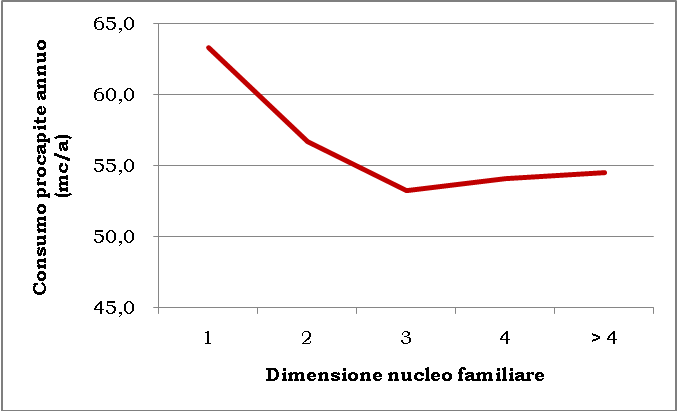 65,0
60,0
55,0
50,0
45,0
Consumo procapite annuo
(mc/a)
1 2 3 4 > 4
Dimensione nucleo familiare